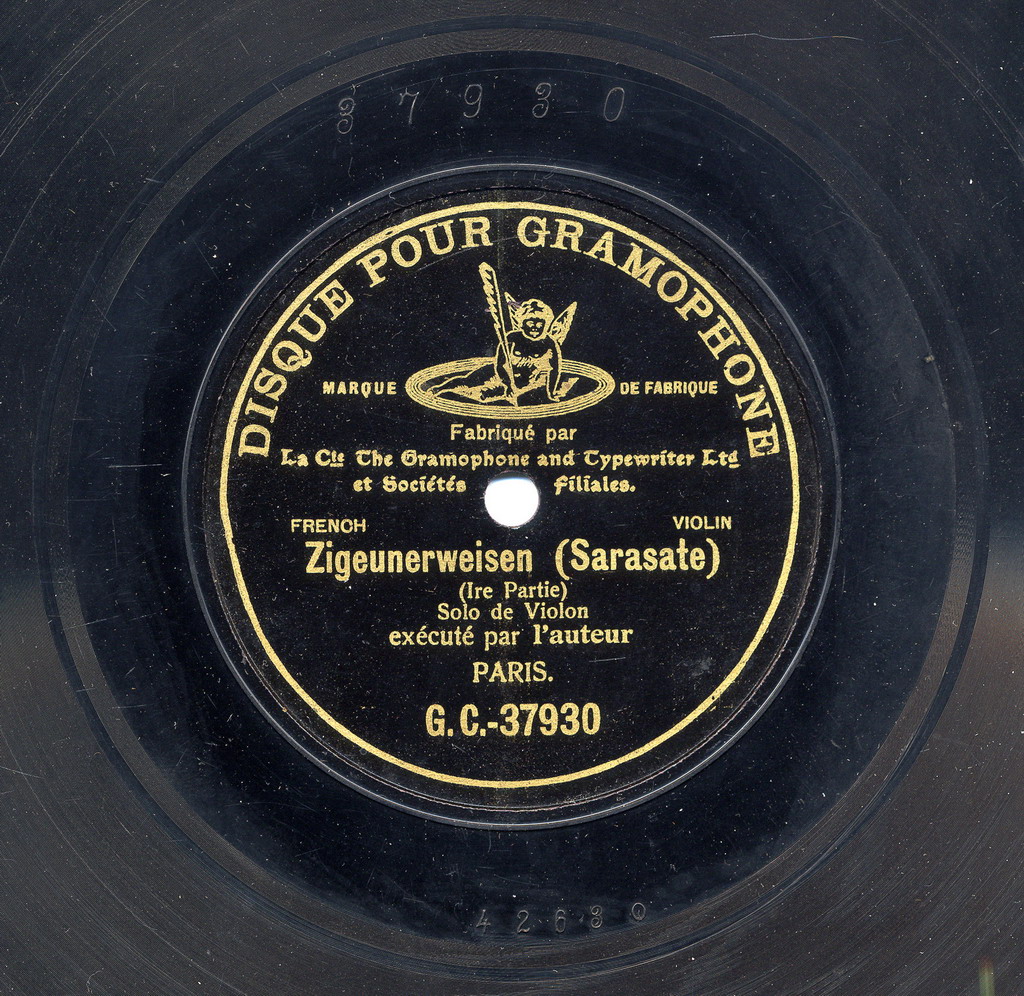 37930
DISQUE POUR GRAMOPHONE
MARQUE DE FABRIQUE
Fabriqué par
La Cie The Gramophone and Typewriter Ltd
et Sociétés filiales.
FRENCH VIOLIN
Zigeunerweisen (Sarasate)
(Ire Partie)
Solo de Violon
exécuté par l'auteur
PARIS.
G.C.-37930
42630